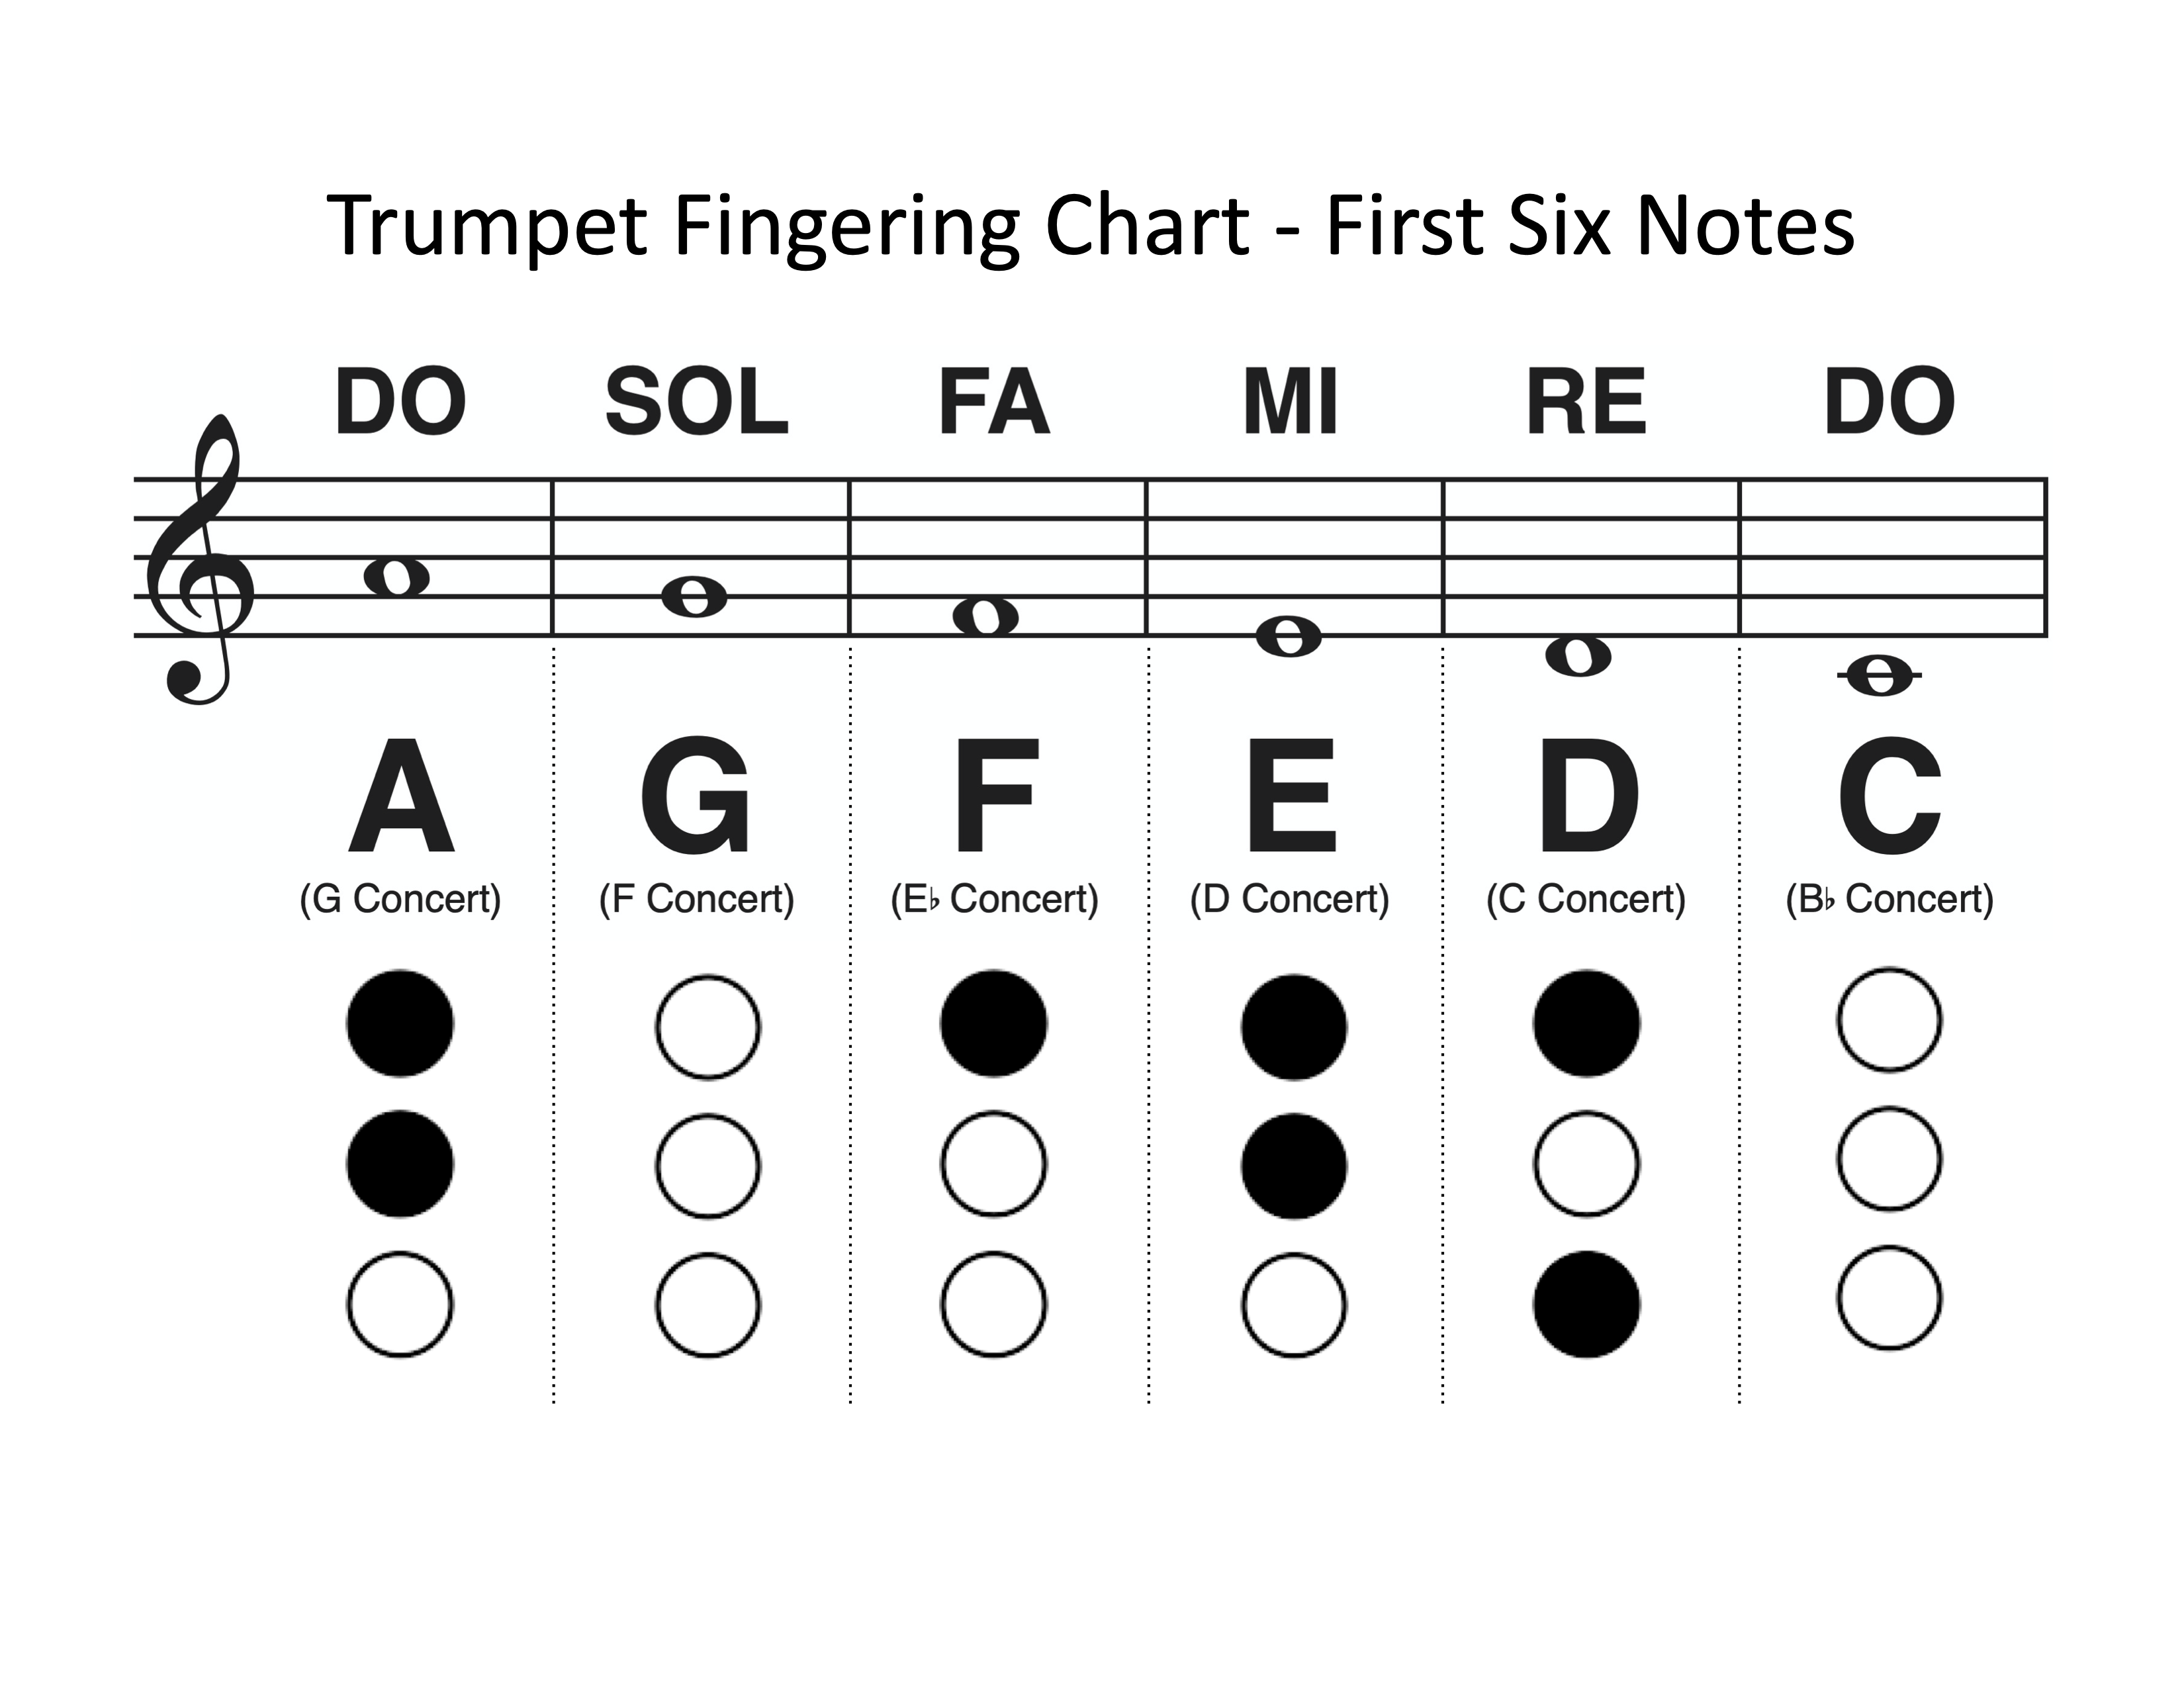 Trumpet Fingering Chart - First Six Notes
DO SOL FA MI RE DO
A G F E D C
(G Concert) (F Concert) (E♭ Concert) (D Concert) (C Concert) (B♭ Concert)